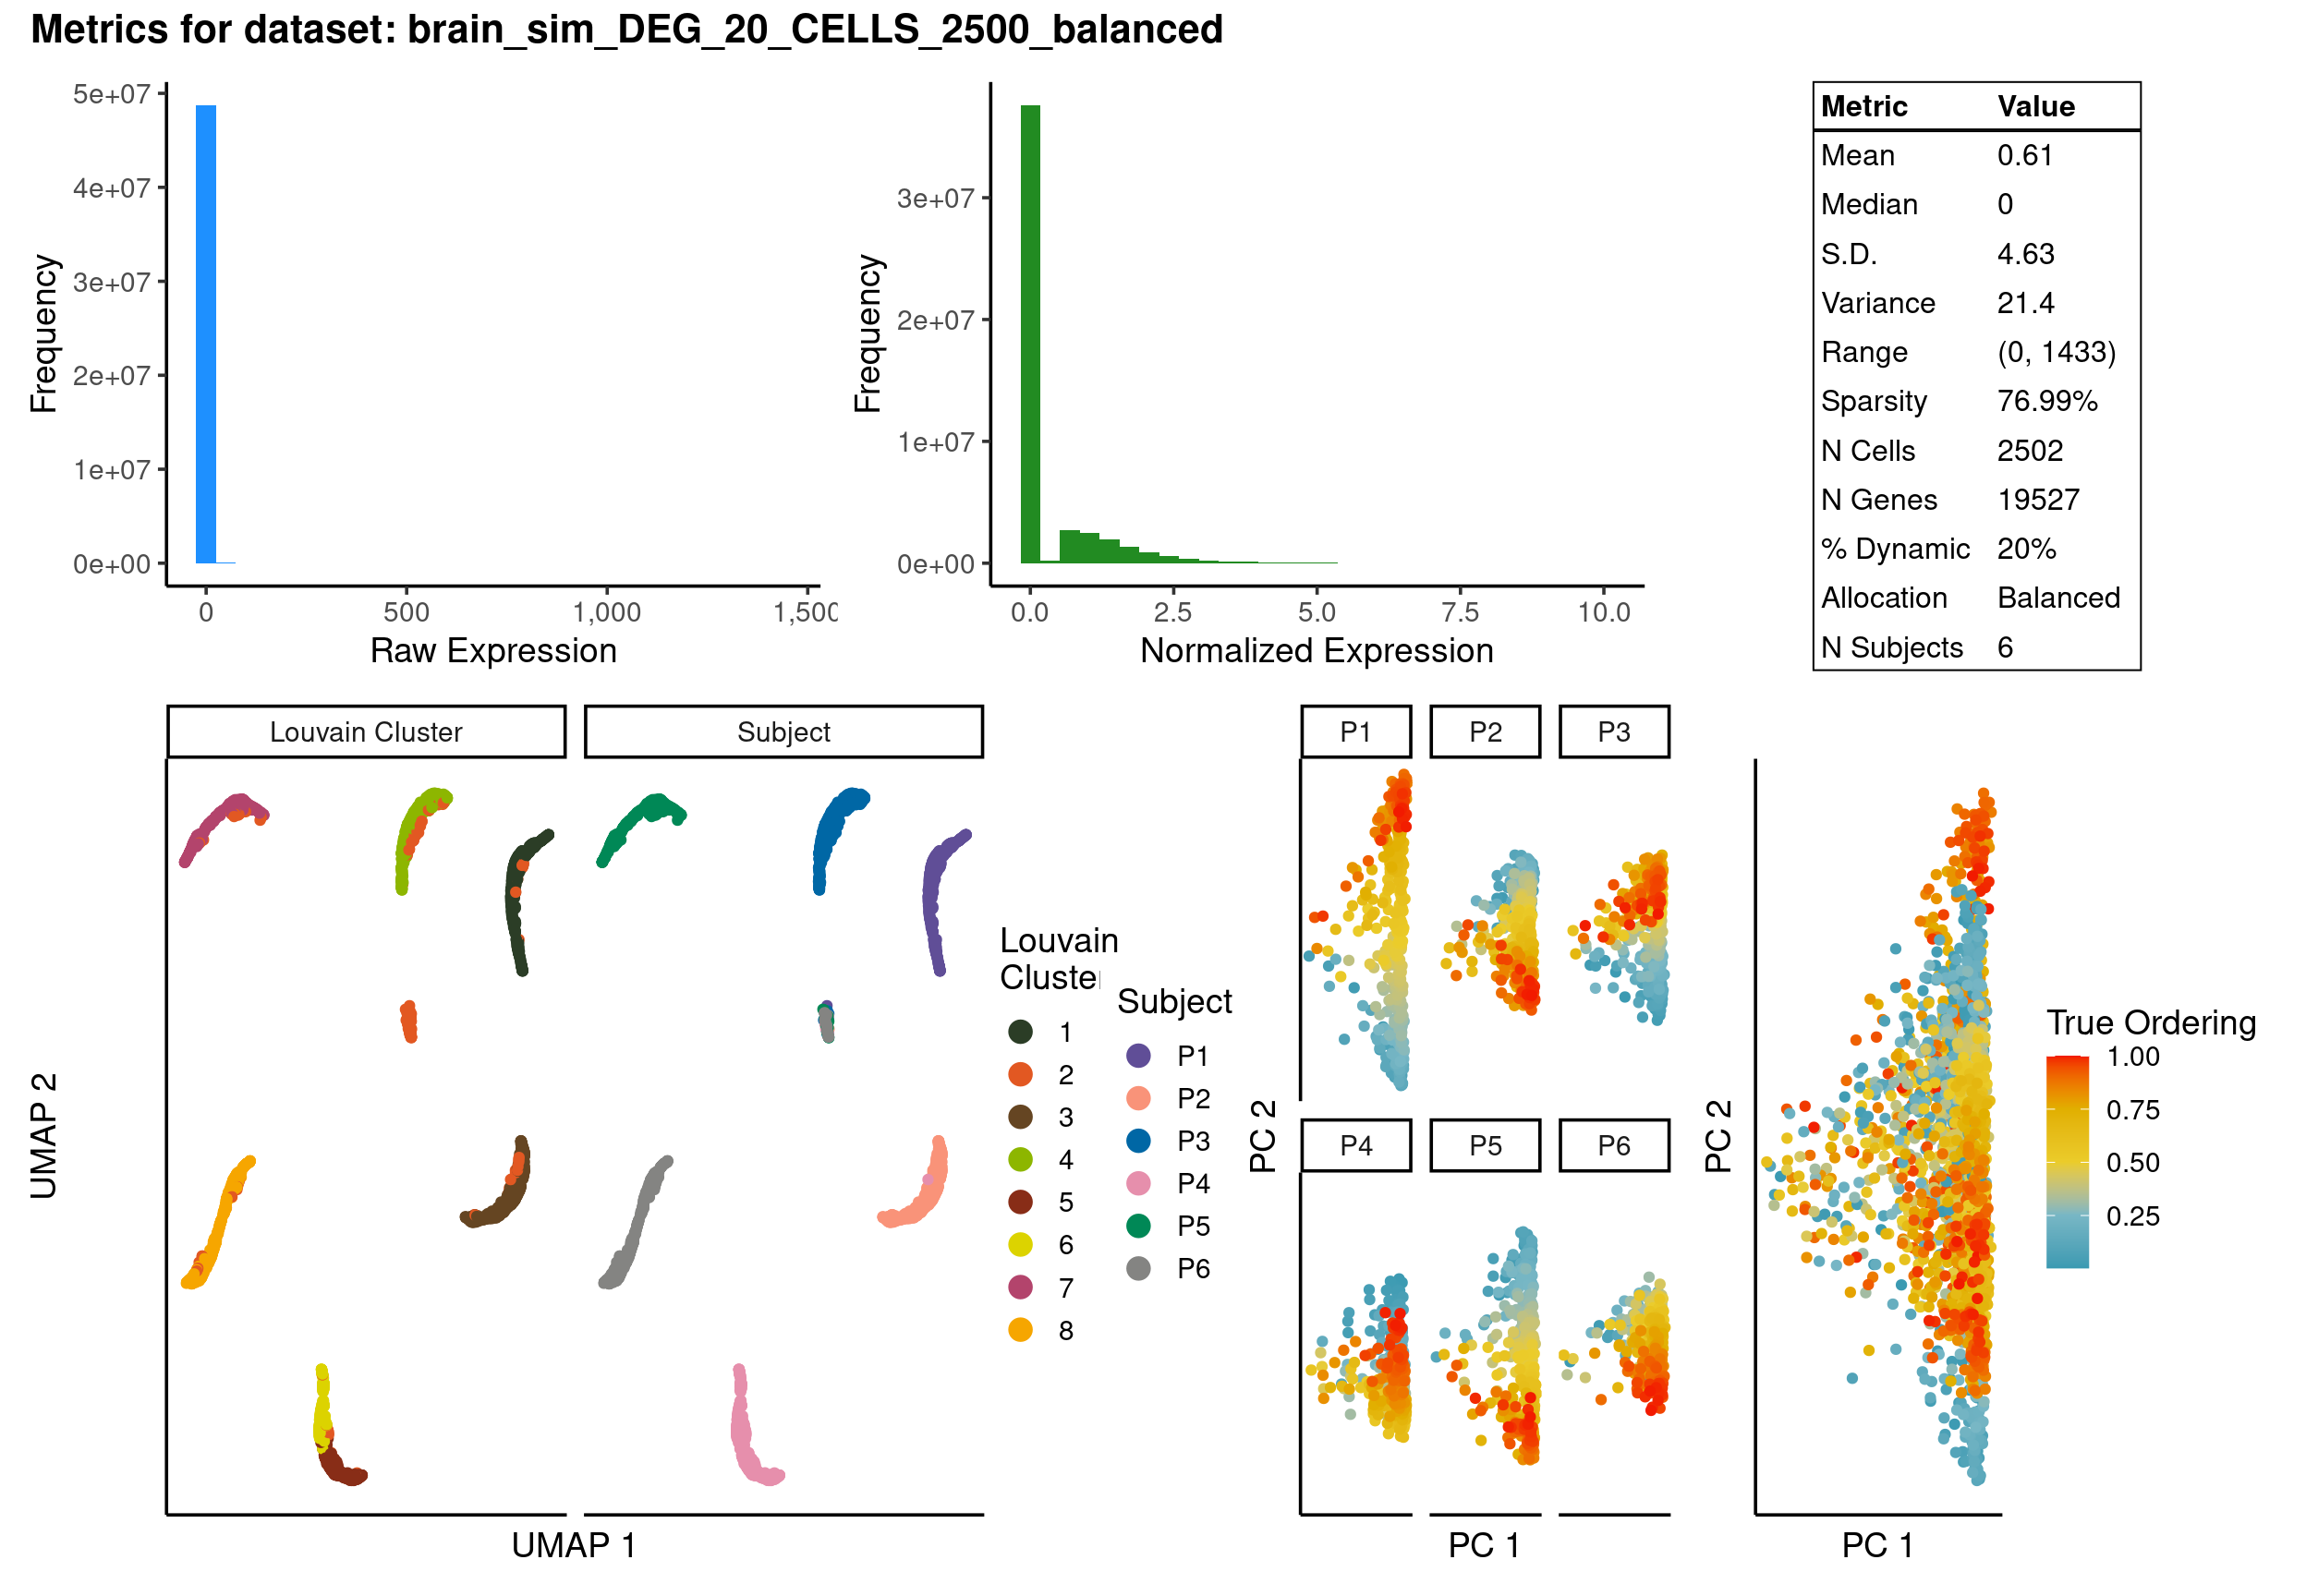 Metrics for dataset: brain_sim_DEG_20_CELLS_2500_balanced
5e+07
4e+07
3e+07
2e+07
1e+07
0e+00
Frequency
0
500
1,000
1,500
Raw Expression
3e+07
2e+07
1e+07
0e+00
Frequency
0.0
2.5
5.0
7.5
10.0
Normalized Expression
Metric Value
Mean 0.61
Median 0
S.D. 4.63
Variance 21.4
Range (0, 1433)
Sparsity 76.99%
N Cells 2502
N Genes 19527
% Dynamic 20%
Allocation Balanced
N Subjects 6
Louvain Cluster
Subject
UMAP 2
UMAP 1
Louvain
Cluster
1
2
3
4
5
6
7
8
Subject
P1
P2
P3
P4
P5
P6
P1
P2
P3
P4
P5
P6
PC 2
PC 1
PC 2
PC 1
True Ordering
1.00
0.75
0.50
0.25